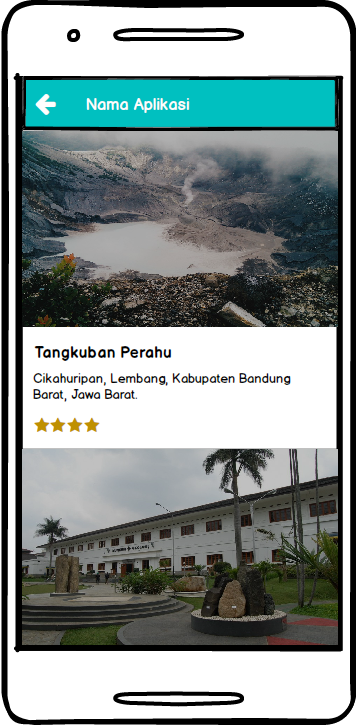 Nama Aplikasi
Tangkuban Perahu
Cikahuripan, Lembang, Kabupaten Bandung
Barat, Jawa Barat.